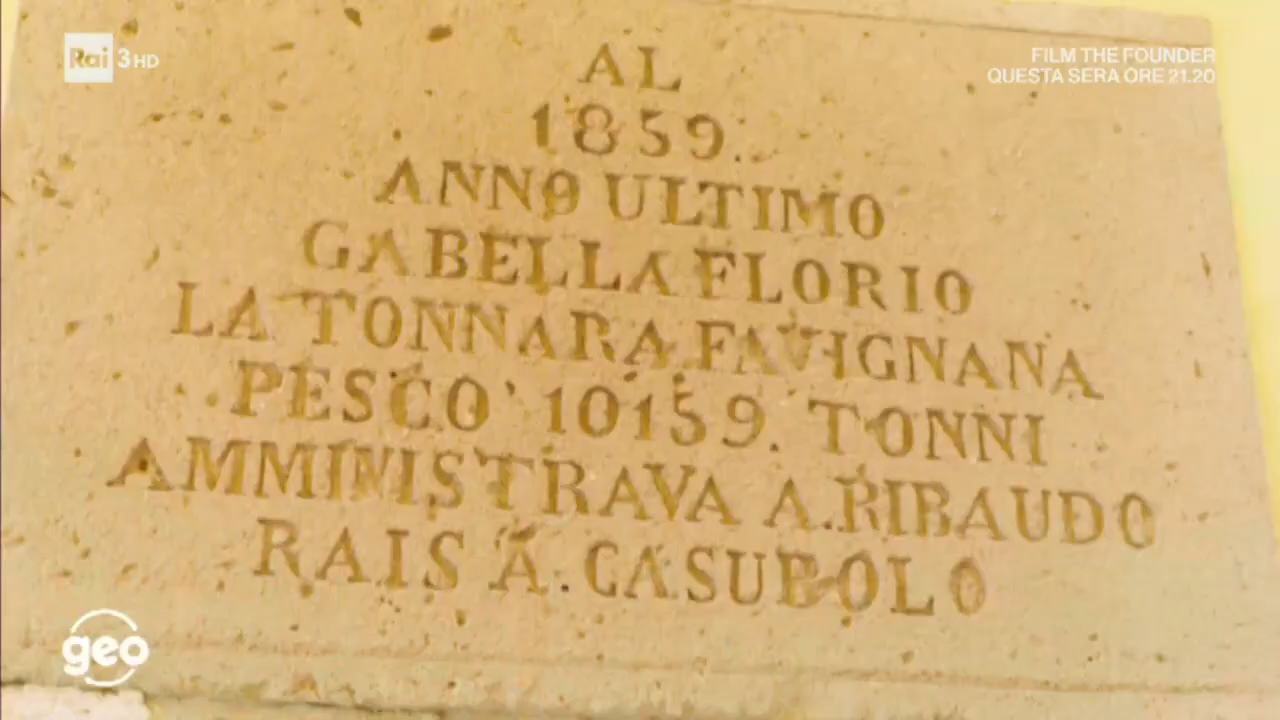 Rai 3HD
FILM THE FOUNDER
QUESTA SERA ORE 21.20
AL
1859.
ANNO ULTIMO
GABELLA FLORIO
LA TONNARA FAVIGNANA
PESCO' 10159. TONNI
AMMINISTRAVA A.RIBAUDO
RAIS A. CASUBOLO
geo